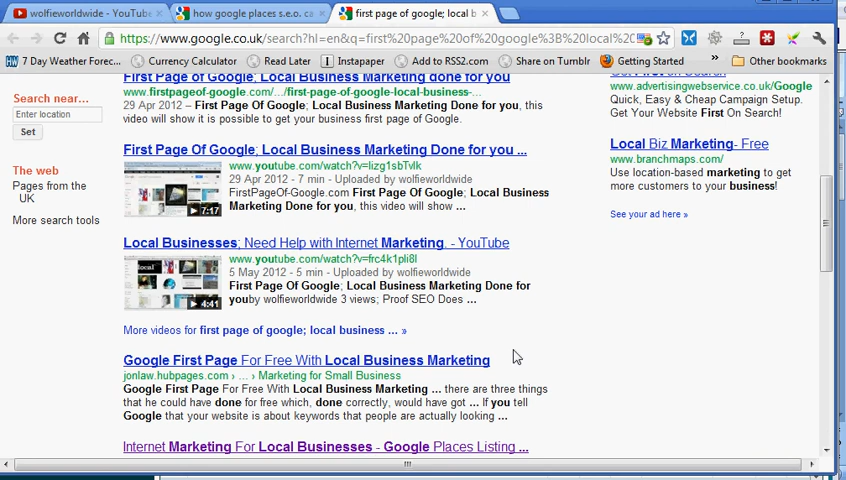 wolfieworldwide - YouTube
how google places s.e.o. ca
first page of google; local b
https://www.google.co.uk/search?hl=en&q=first%20page%20of%20google%3B%20local%20
7 Day Weather Forec...
Currency Calculator
Read Later
Instapaper
Add to RSS2.com
Share on Tumblr
Getting Started
»
Other bookmarks
Search near...
Enter location
Set
The web
Pages from the
UK
More search tools
First Page of Google; Local Business Marketing done for you
www.firstpageof-google.com/.../first-page-of-google-local-business-...
29 Apr 2012 – First Page Of Google; Local Business Marketing Done for you, this
video will show it is possible to get your business first page of Google.
First Page Of Google; Local Business Marketing Done for you ...
www.youtube.com/watch?v=lizg1sbTvlk
29 Apr 2012 - 7 min - Uploaded by wolfieworldwide
FirstPageOf-Google.com First Page Of Google; Local Business
Marketing Done for you, this video will show ...
7:17
Local Businesses; Need Help with Internet Marketing. - YouTube
www.youtube.com/watch?v=frc4k1pli8I
5 May 2012 - 5 min - Uploaded by wolfieworldwide
First Page Of Google; Local Business Marketing Done for
youby wolfieworldwide 3 views; Proof SEO Does ...
4:41
More videos for first page of google; local business ... »
Google First Page For Free With Local Business Marketing
jonlaw.hubpages.com › ... › Marketing for Small Business
Google First Page For Free With Local Business Marketing ... there are three things
that he could have done for free which, done correctly, would have got ... If you tell
Google that your website is about keywords that people are actually looking ...
Internet Marketing For Local Businesses - Google Places Listing ...
www.advertisingwebservice.co.uk/Google
Quick, Easy & Cheap Campaign Setup.
Get Your Website First On Search!
Local Biz Marketing- Free
www.branchmaps.com/
Use location-based marketing to get
more customers to your business!
See your ad here »